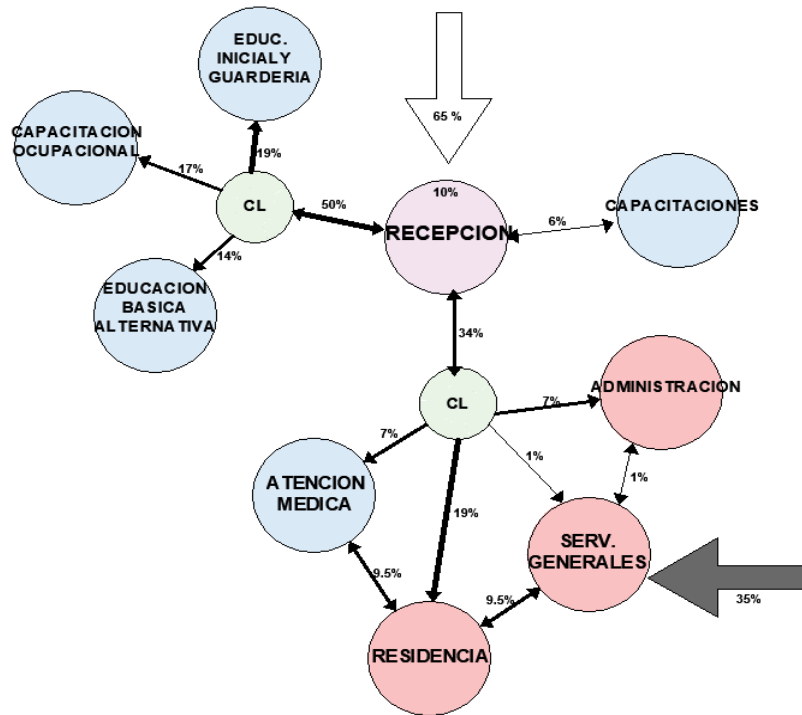 EDUC.
INICIALY
GUARDERIA
65 %
CAPACITACION
OCUPACIONAL
17%
19%
CL
50%
10%
RECEPCION
6%
CAPACITACIONES
14%
EDUCACION
BASICA
ALTERNATIVA
34%
CL
7%
ADMINISTRACION
7%
1%
1%
ATENCION
MEDICA
19%
SERV.
GENERALES
9.5%
9.5%
35%
RESIDENCIA